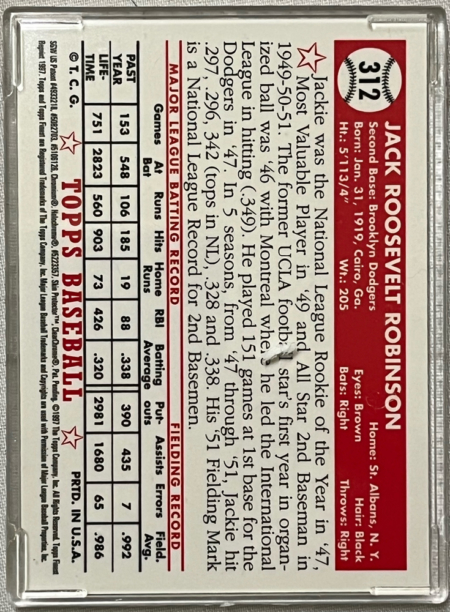 312
JACK ROOSEVELT ROBINSON
Second Base: Brooklyn Dodgers Home: St. Albans, N. Y.
Born: Jan. 31, 1919, Cairo, Ga. Eyes: Brown Hair: Black
Ht.: 5'113/4" Wt.: 205 Bats: Right Throws: Right
Jackie was the National League Rookie of the Year in '47,
Most Valuable Player in '49 and All Star 2nd Baseman in
1949-50-51. The former UCLA football star's first year in organ-
ized ball was '46 with Montreal when he led the International
League in hitting (.349). He played 151 games at 1st base for the
Dodgers in '47. In 5 seasons, from '47 through '51, Jackie hit
.297, .296, 342 (tops in NL), .328 and .338. His '51 Fielding Mark
is a National League Record for 2nd Basemen.
MAJOR LEAGUE BATTING RECORD FIELDING RECORD
Games At Bat Runs Hits Home Runs RBI Batting Average Put-outs Assists Errors Field. Avg.
PAST YEAR 153 548 106 185 19 88 .338 390 435 7 .992
LIFE-TIME 751 2823 560 903 73 426 .320 2981 1680 65 .986
© T. C. G. TOPPS BASEBALL PRTD. IN U.S.A.